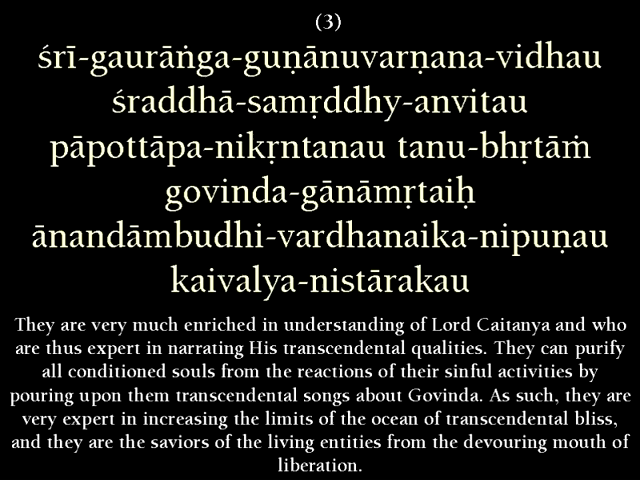 (3)
śrī-gaurāṅga-guṇānuvarṇana-vidhau
śraddhā-samṛddhy-anvitau
pāpottāpa-nikṛntanau tanu-bhṛtāṁ
govinda-gānāmṛtaiḥ
ānandāmbudhi-vardhanaika-nipuṇau
kaivalya-nistārakau
They are very much enriched in understanding of Lord Caitanya and who
are thus expert in narrating His transcendental qualities. They can purify
all conditioned souls from the reactions of their sinful activities by
pouring upon them transcendental songs about Govinda. As such, they are
very expert in increasing the limits of the ocean of transcendental bliss,
and they are the saviors of the living entities from the devouring mouth of
liberation.